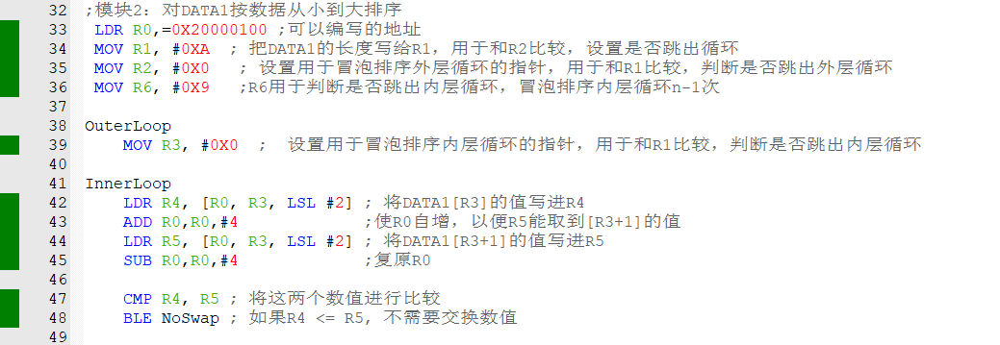 32 ;模块2：对DATA1按数据从小到大排序
33 LDR R0,=0X20000100 ;可以编写的地址
34 MOV R1, #0XA ; 把DATA1的长度写给R1，用于和R2比较，设置是否跳出循环
35 MOV R2, #0X0 ; 设置用于冒泡排序外层循环的指针，用于和R1比较，判断是否跳出外层循环
36 MOV R6, #0X9 ;R6用于判断是否跳出内层循环，冒泡排序内层循环n-1次
37
38 OuterLoop
39 MOV R3, #0X0 ; 设置用于冒泡排序内层循环的指针，用于和R1比较，判断是否跳出内层循环
40
41 InnerLoop
42 LDR R4, [R0, R3, LSL #2] ; 将DATA1[R3]的值写进R4
43 ADD R0,R0,#4 ;使R0自增，以便R5能取到[R3+1]的值
44 LDR R5, [R0, R3, LSL #2] ; 将DATA1[R3+1]的值写进R5
45 SUB R0,R0,#4 ;复原R0
46
47 CMP R4, R5 ; 将这两个数值进行比较
48 BLE NoSwap ; 如果R4 <= R5, 不需要交换数值
49